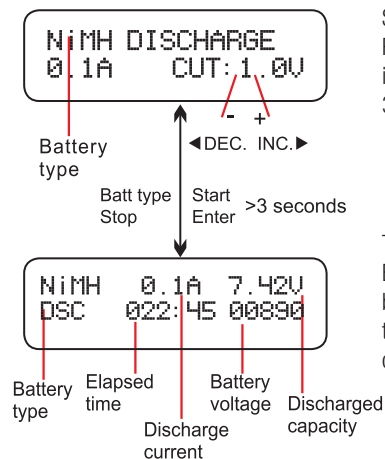 NiMH DISCHARGE
0.1A CUT:1.0V
- +
◀DEC. INC.▶
Battery
type
Batt type
Stop
Start
Enter
>3 seconds
NiMH 0.1A 7.42V
DSC 022:45 00890
Battery
type
Elapsed
time
Discharge
current
Battery
voltage
Discharged
capacity